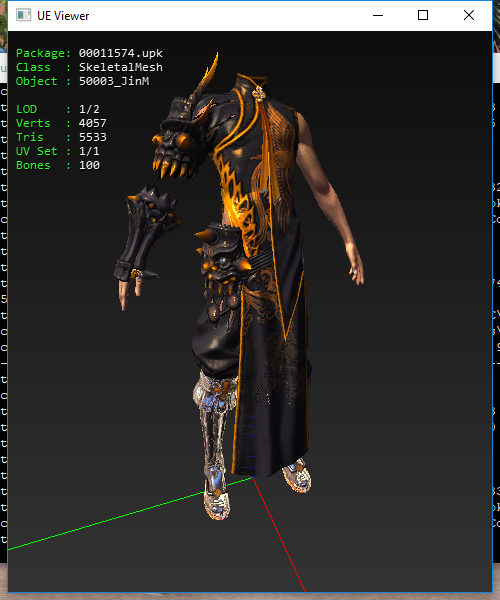 UE Viewer
Package: 00011574.upk
Class : SkeletalMesh
Object : 50003_JinM
LOD : 1/2
Verts : 4057
Tris : 5533
UV Set : 1/1
Bones : 100